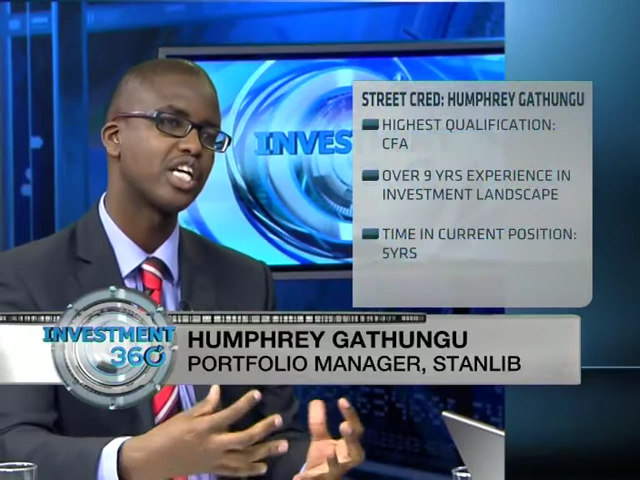 STREET CRED: HUMPHREY GATHUNGU
HIGHEST QUALIFICATION:
CFA
OVER 9 YRS EXPERIENCE IN
INVESTMENT LANDSCAPE
TIME IN CURRENT POSITION:
5YRS
INVEST
INVESTMENT
360
HUMPHREY GATHUNGU
PORTFOLIO MANAGER, STANLIB